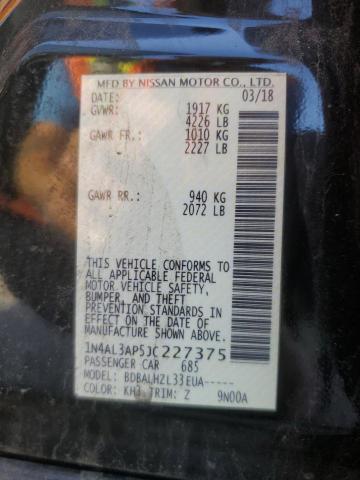 MFD BY NISSAN MOTOR CO., LTD.
DATE: 03/18
GVWR: 1917 KG
4226 LB
GAWR FR.: 1010 KG
2227 LB
GAWR RR.: 940 KG
2072 LB
THIS VEHICLE CONFORMS TO
ALL APPLICABLE FEDERAL
MOTOR VEHICLE SAFETY,
BUMPER, AND THEFT
PREVENTION STANDARDS
IN EFFECT ON THE DATE OF
MANUFACTURE SHOWN ABOVE.
1N4AL3AP5JC227375
PASSENGER CAR 685
MODEL: BDBALHZL33EUA-
COLOR: KH3 TRIM: Z 9N00A